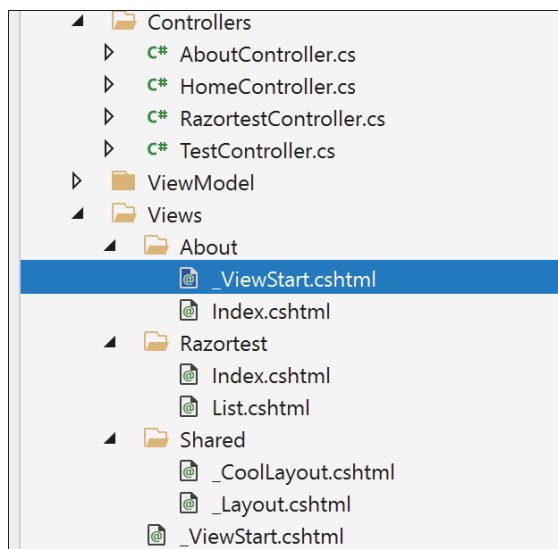 Controllers
C# AboutController.cs
C# HomeController.cs
C# RazortestController.cs
C# TestController.cs
ViewModel
Views
About
@ _ViewStart.cshtml
@ Index.cshtml
Razortest
@ Index.cshtml
@ List.cshtml
Shared
@ _CoolLayout.cshtml
@ _Layout.cshtml
@ _ViewStart.cshtml